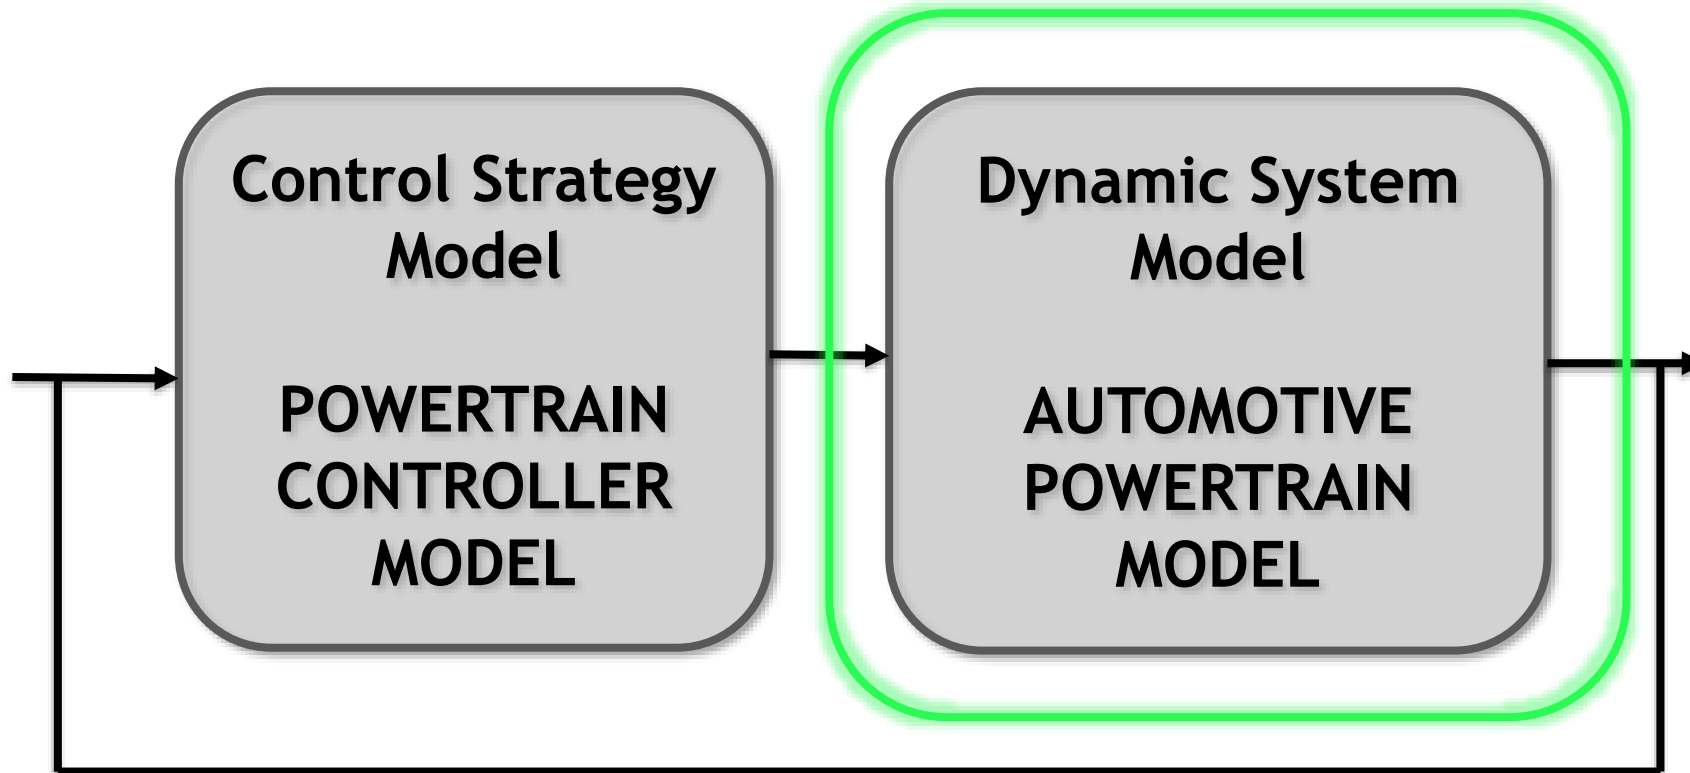 Control Strategy
Model
POWERTRAIN
CONTROLLER
MODEL
Dynamic System
Model
AUTOMOTIVE
POWERTRAIN
MODEL